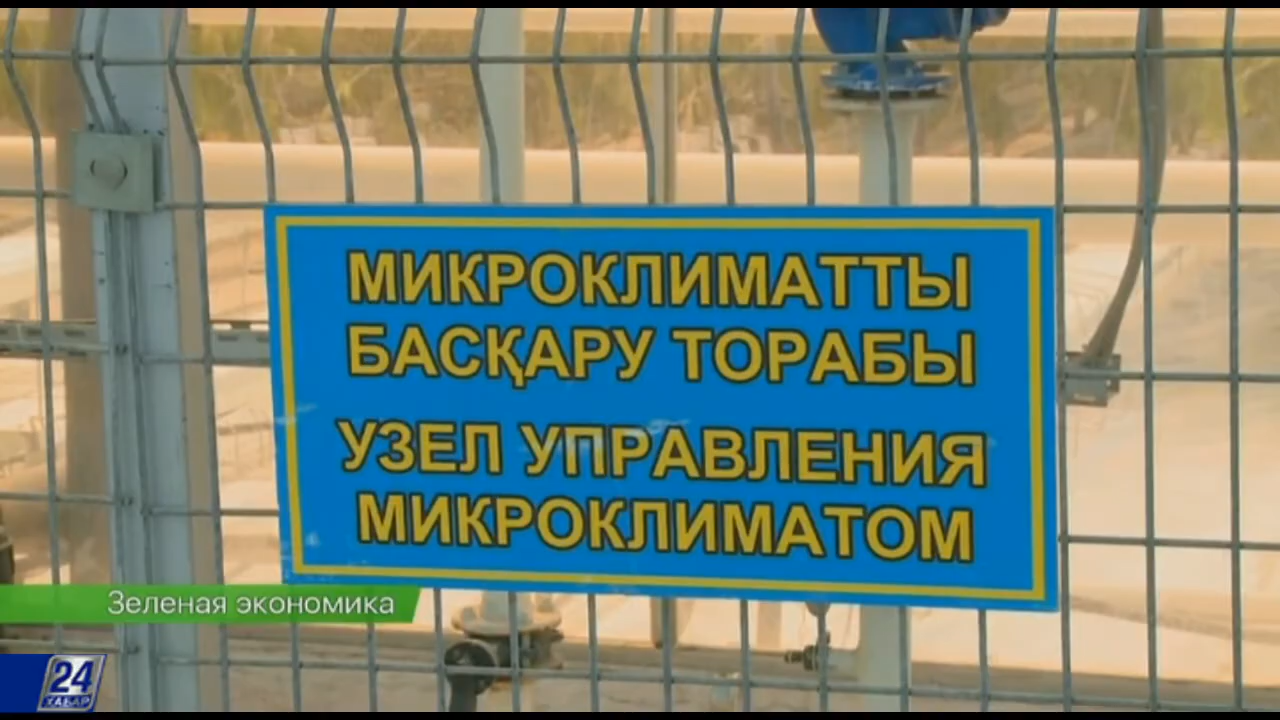 МИКРОКЛИМАТТЫ
БАСҚАРУ ТОРАБЫ
УЗЕЛ УПРАВЛЕНИЯ
МИКРОКЛИМАТОМ
Зеленая экономика
24
ХАБАР